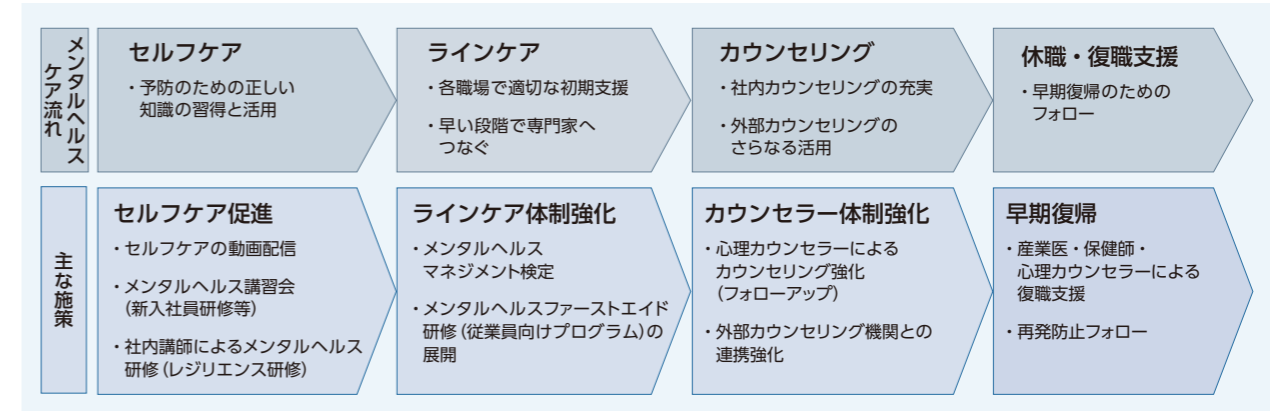 メンタルヘルス
ケア流れ
セルフケア
・予防のための正しい
知識の習得と活用
ラインケア
・各職場で適切な初期支援
・早い段階で専門家へ
つなぐ
カウンセリング
・社内カウンセリングの充実
・外部カウンセリングの
さらなる活用
休職・復職支援
・早期復帰のための
フォロー
主な施策
セルフケア促進
・セルフケアの動画配信
・メンタルヘルス講習会
(新入社員研修等)
・社内講師によるメンタルヘルス
研修(レジリエンス研修)
ラインケア体制強化
・メンタルヘルス
マネジメント検定
・メンタルヘルスファーストエイド
研修(従業員向けプログラム)の
展開
カウンセラー体制強化
・心理カウンセラーによる
カウンセリング強化
(フォローアップ)
・外部カウンセリング機関との
連携強化
早期復帰
・産業医・保健師・
心理カウンセラーによる
復職支援
・再発防止フォロー